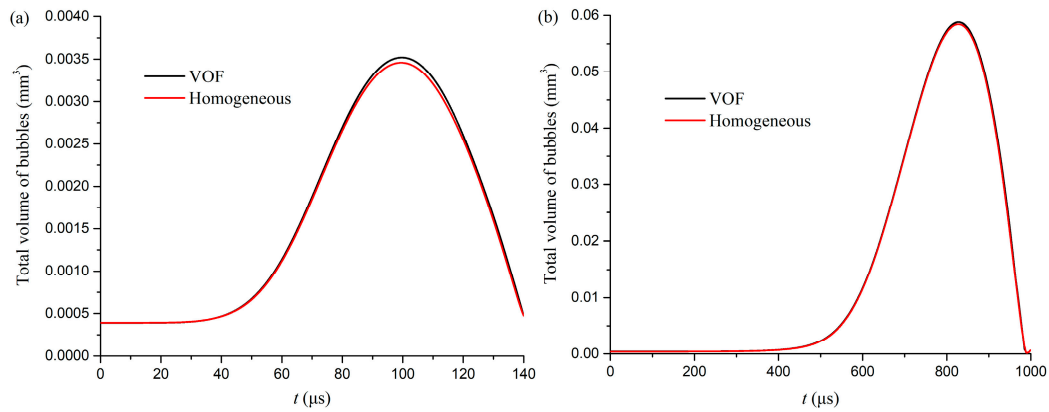 (a)
Total volume of bubbles (mm³)
0.0040
0.0035
0.0030
0.0025
0.0020
0.0015
0.0010
0.0005
0.0000
VOF
Homogeneous
0 20 40 60 80 100 120 140
t (μs)
(b)
Total volume of bubbles (mm³)
0.06
0.05
0.04
0.03
0.02
0.01
0.00
VOF
Homogeneous
0 200 400 600 800 1000
t (μs)